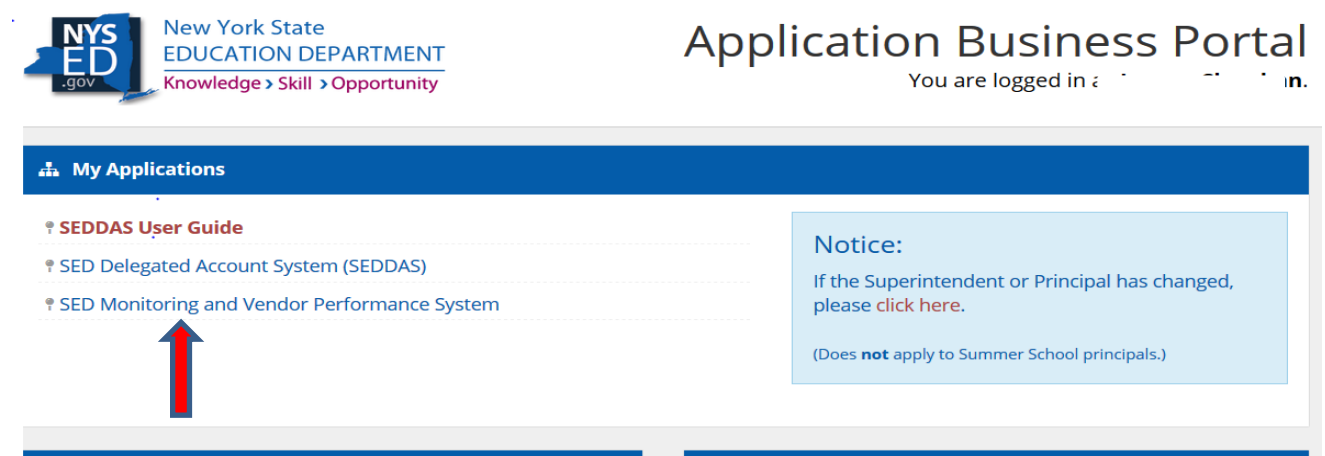 NYS
ED
.gov
New York State
EDUCATION DEPARTMENT
Knowledge > Skill > Opportunity
Application Business Portal
You are logged in
My Applications
SEDDAS User Guide
SED Delegated Account System (SEDDAS)
SED Monitoring and Vendor Performance System
Notice:
If the Superintendent or Principal has changed,
please click here.
(Does not apply to Summer School principals.)